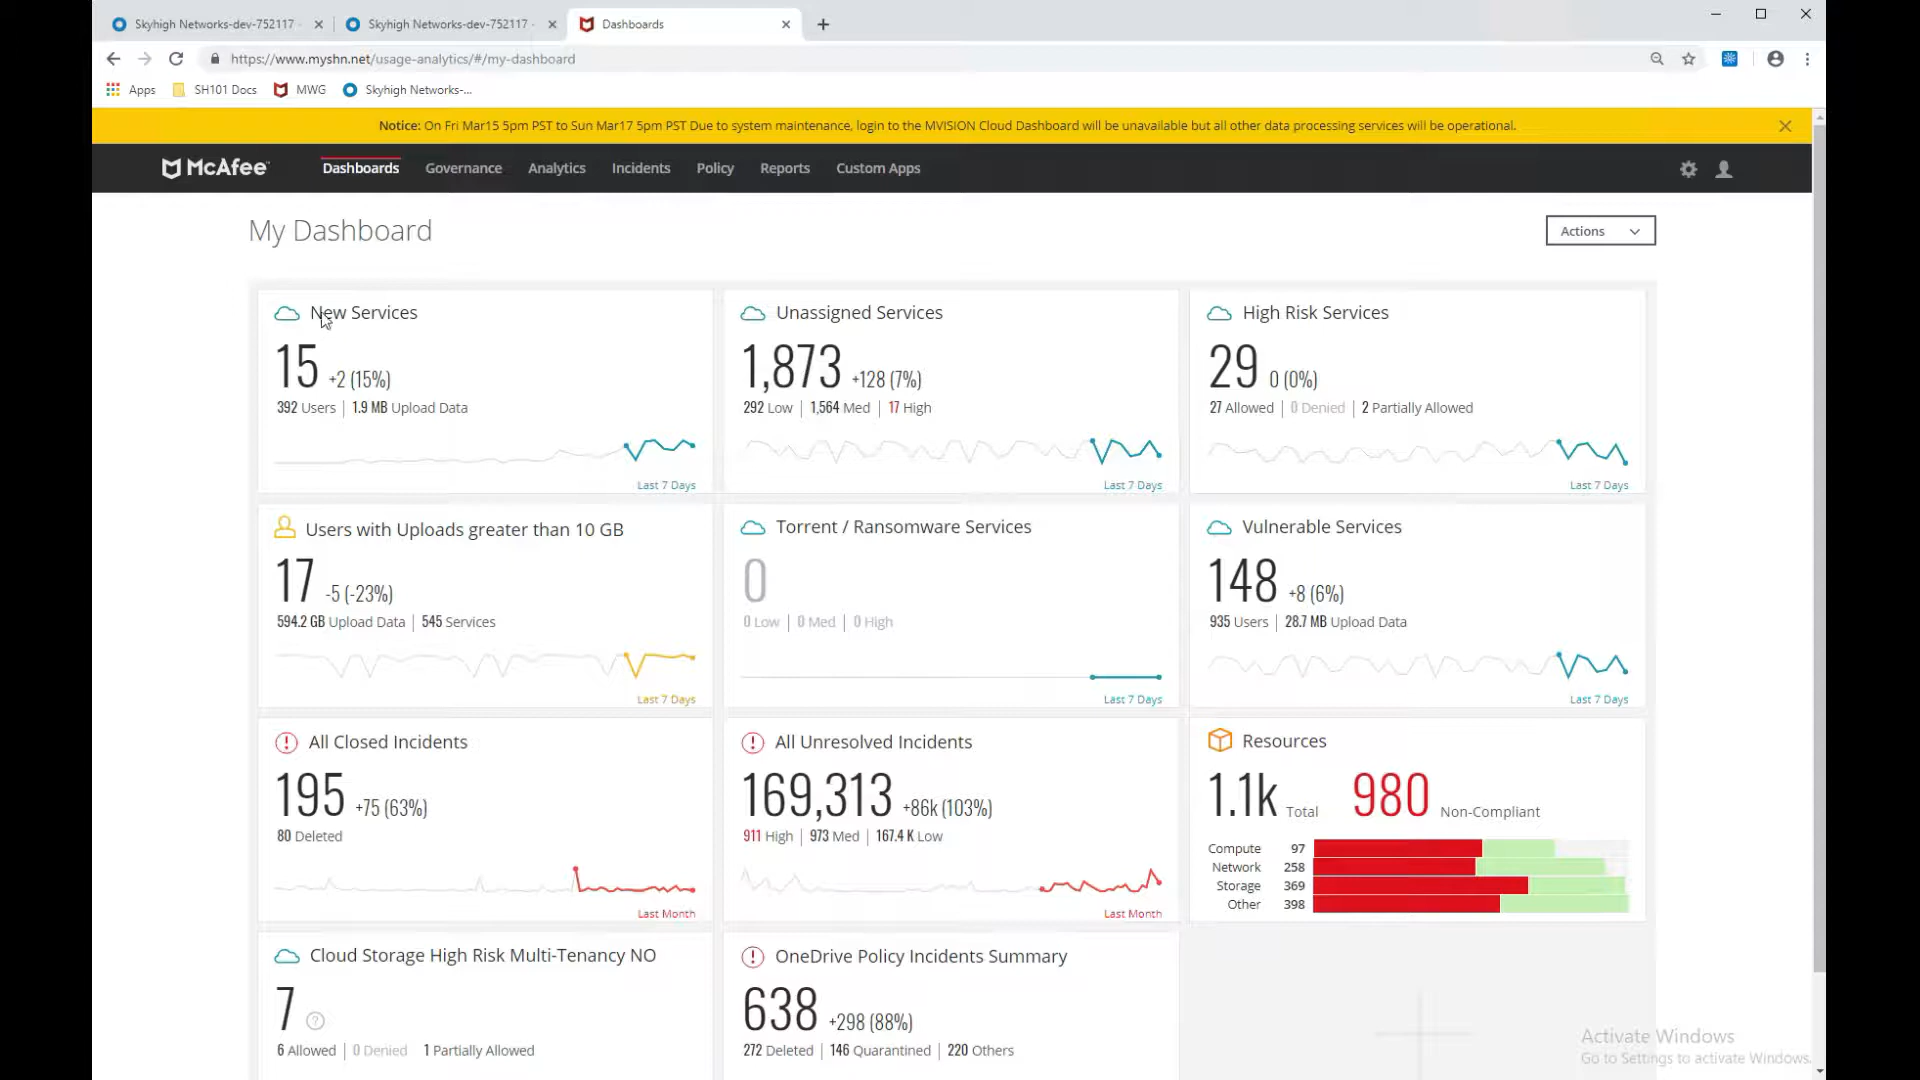 Skyhigh Networks-dev-752117 -
Skyhigh Networks-dev-752117 -
Dashboards
https://www.myshn.net/usage-analytics/#/my-dashboard
Apps
SH101 Docs
MWG
Skyhigh Networks-...
Notice: On Fri Mar15 5pm PST to Sun Mar17 5pm PST Due to system maintenance, login to the MVISION Cloud Dashboard will be unavailable but all other data processing services will be operational.
McAfee
Dashboards
Governance
Analytics
Incidents
Policy
Reports
Custom Apps
My Dashboard
Actions
New Services
15 +2 (15%)
392 Users | 1.9 MB Upload Data
Last 7 Days
Unassigned Services
1,873 +128 (7%)
292 Low | 1,564 Med | 17 High
Last 7 Days
High Risk Services
29 0 (0%)
27 Allowed | 0 Denied | 2 Partially Allowed
Last 7 Days
Users with Uploads greater than 10 GB
17 -5 (-23%)
594.2 GB Upload Data | 545 Services
Last 7 Days
Torrent / Ransomware Services
0
0 Low | 0 Med | 0 High
Last 7 Days
Vulnerable Services
148 +8 (6%)
935 Users | 28.7 MB Upload Data
Last 7 Days
All Closed Incidents
195 +75 (63%)
80 Deleted
Last Month
All Unresolved Incidents
169,313 +86k (103%)
911 High | 973 Med | 167.4 K Low
Last Month
Resources
1.1k Total 980 Non-Compliant
Compute 97
Network 258
Storage 369
Other 398
Cloud Storage High Risk Multi-Tenancy NO
7 ?
6 Allowed | 0 Denied 1 Partially Allowed
OneDrive Policy Incidents Summary
638 +298 (88%)
272 Deleted | 146 Quarantined | 220 Others
Activate Windows
Go to Settings to activate Windows.